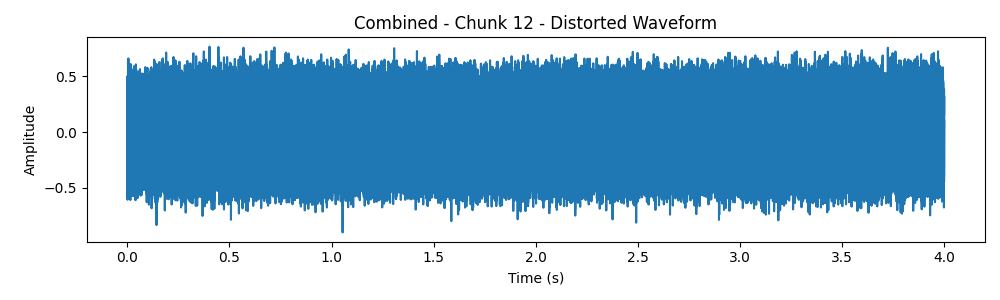 Combined - Chunk 12 - Distorted Waveform
Amplitude
0.5
0.0
−0.5
0.0 0.5 1.0 1.5 2.0 2.5 3.0 3.5 4.0
Time (s)